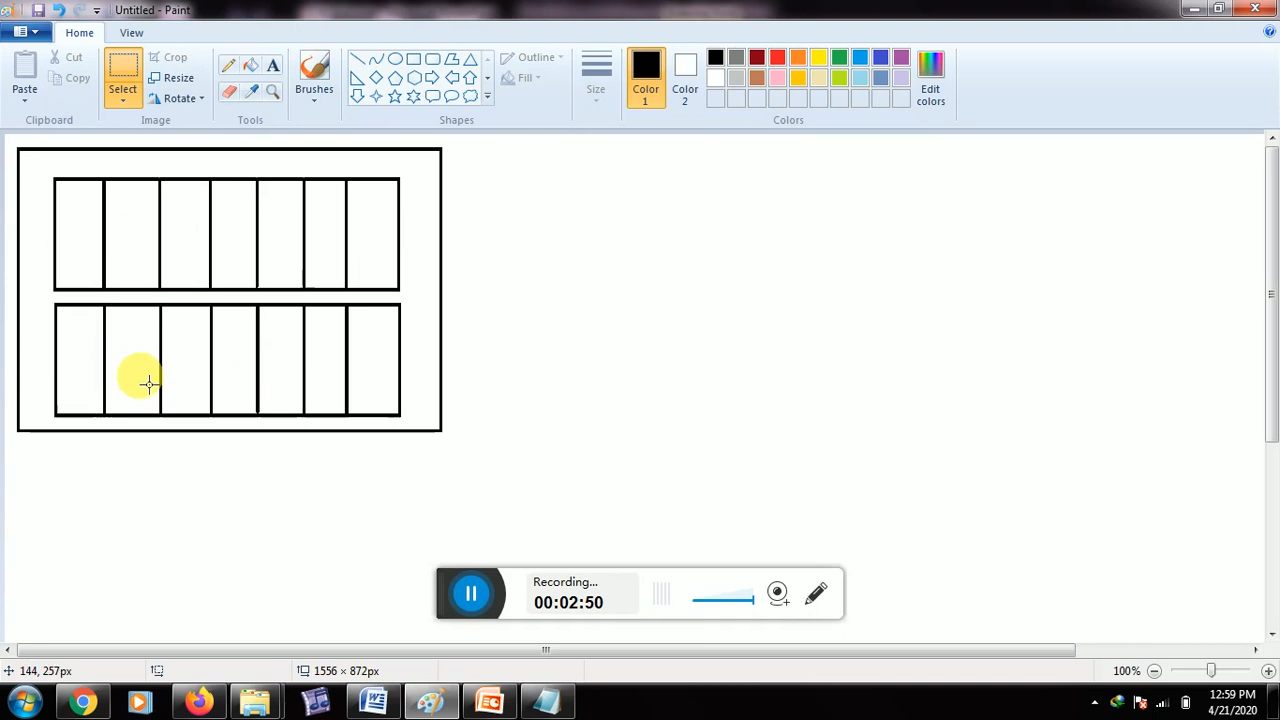 Untitled - Paint
Home View
Paste
Cut
Copy
Clipboard
Select
Crop
Resize
Rotate
Image
A
Tools
Brushes
Shapes
Outline
Fill
Size
Color 1
Color 2
Edit colors
Colors
Recording...
00:02:50
144, 257px
1556 × 872px
100%
12:59 PM
4/21/2020